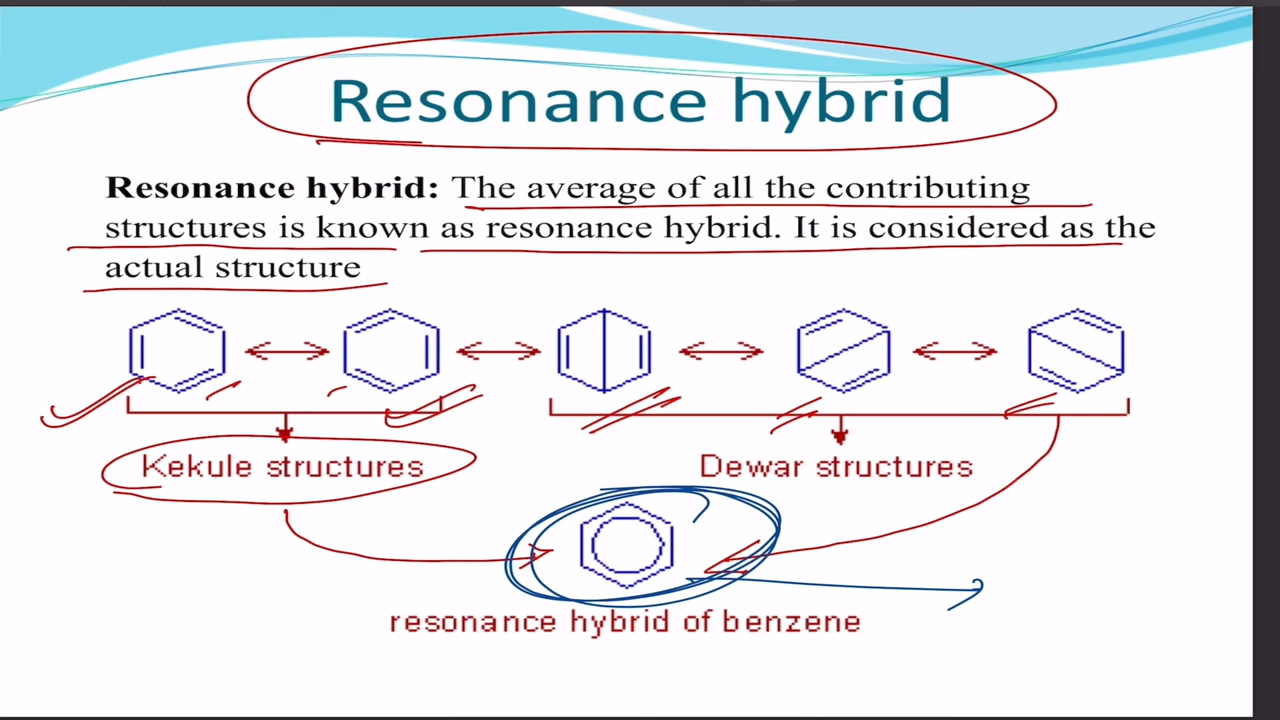 Resonance hybrid
Resonance hybrid: The average of all the contributing
structures is known as resonance hybrid. It is considered as the
actual structure
Kekule structures
Dewar structures
resonance hybrid of benzene